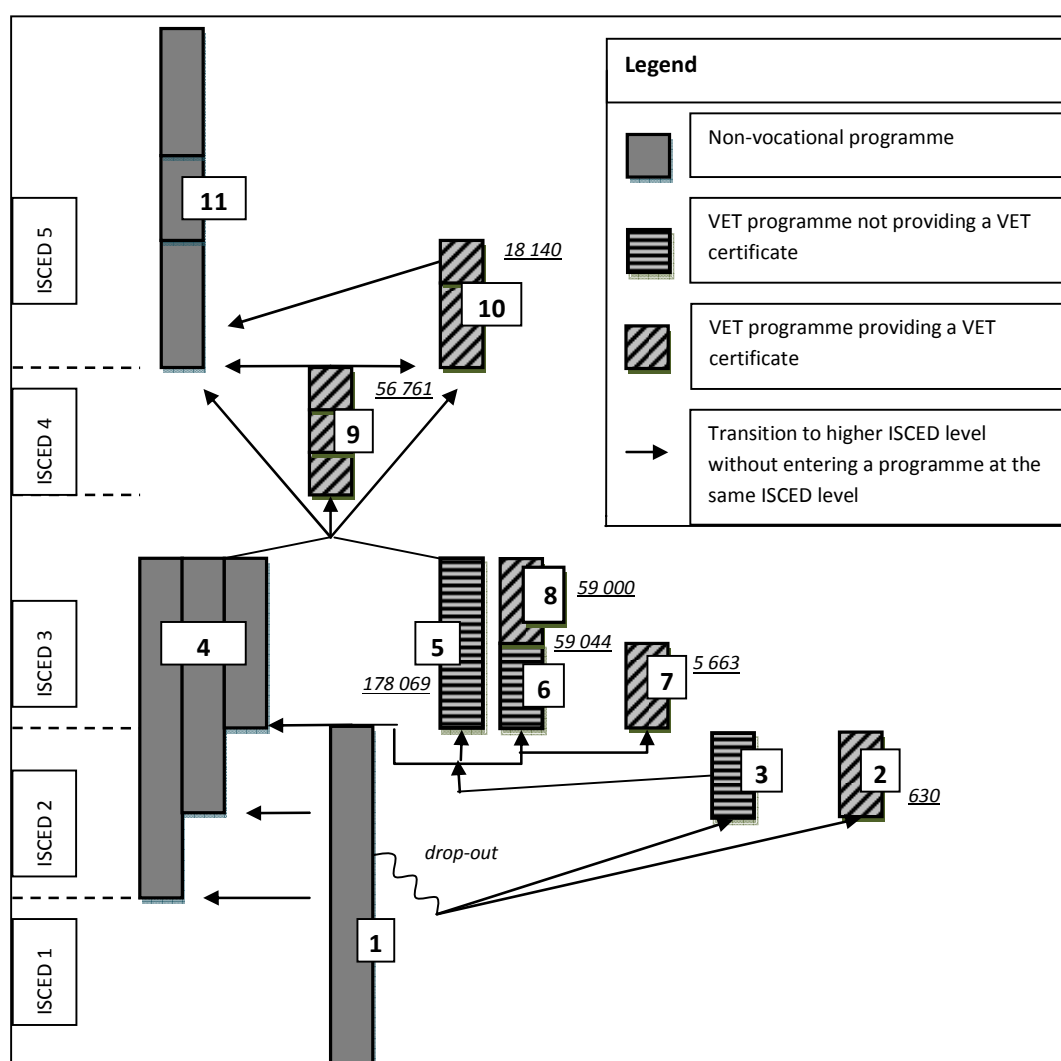 Legend
Non-vocational programme
VET programme not providing a VET
certificate
VET programme providing a VET
certificate
Transition to higher ISCED level
without entering a programme at the
same ISCED level
ISCED 5
11
18 140
10
ISCED 4
56 761
9
ISCED 3
4
5
178 069
8
59 000
59 044
6
7
5 663
ISCED 2
3
2
630
drop-out
ISCED 1
1